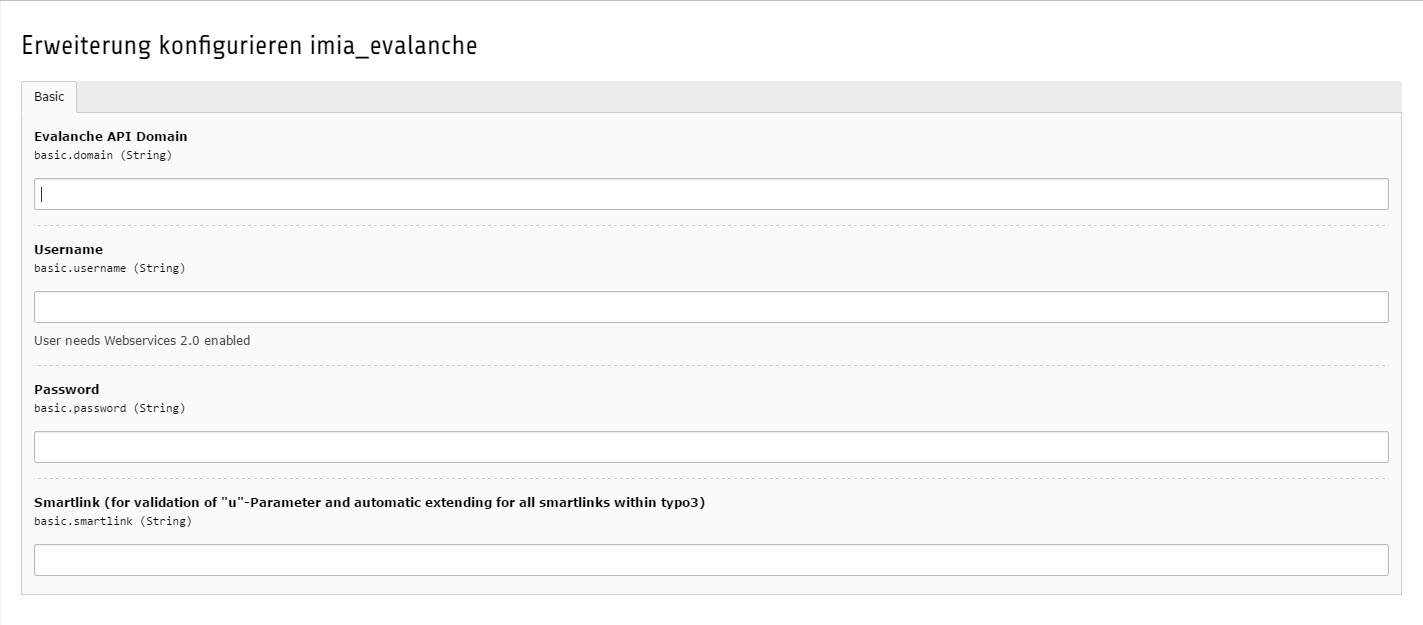 Erweiterung konfigurieren imia_evalanche
Basic
Evalanche API Domain
basic.domain (String)
Username
basic.username (String)
User needs Webservices 2.0 enabled
Password
basic.password (String)
Smartlink (for validation of "u"-Parameter and automatic extending for all smartlinks within typo3)
basic.smartlink (String)